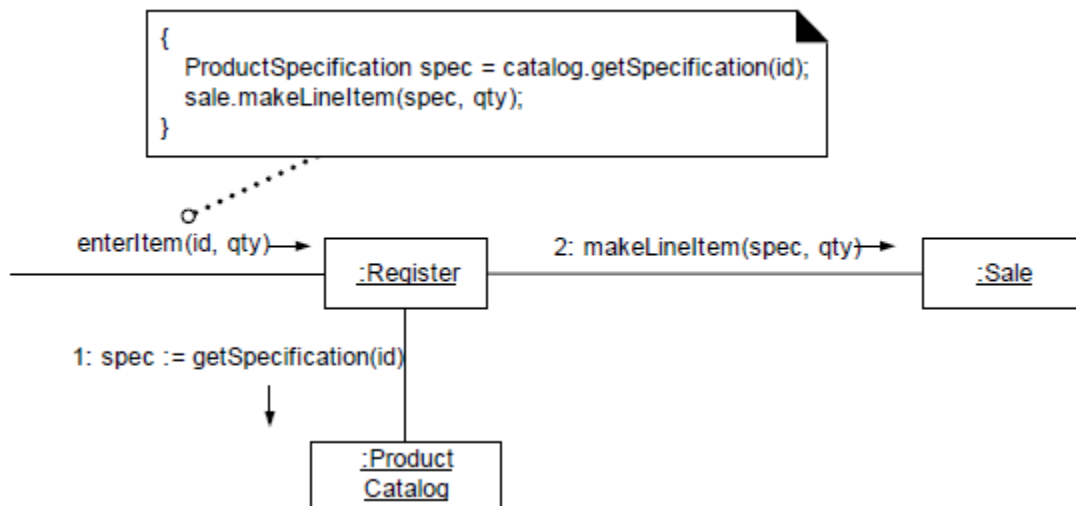 {
ProductSpecification spec = catalog.getSpecification(id);
sale.makeLineItem(spec, qty);
}
enterItem(id, qty)
2: makeLineItem(spec, qty)
:Register
:Sale
1: spec := getSpecification(id)
:Product
Catalog